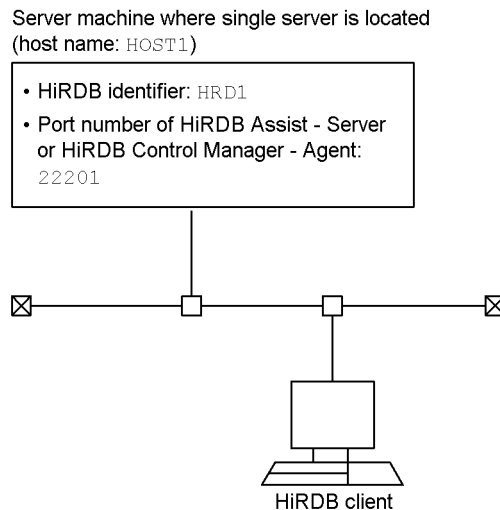 Server machine where single server is located
(host name: HOST1)
• HiRDB identifier: HRD1
• Port number of HiRDB Assist - Server
or HiRDB Control Manager - Agent:
22201
HiRDB client